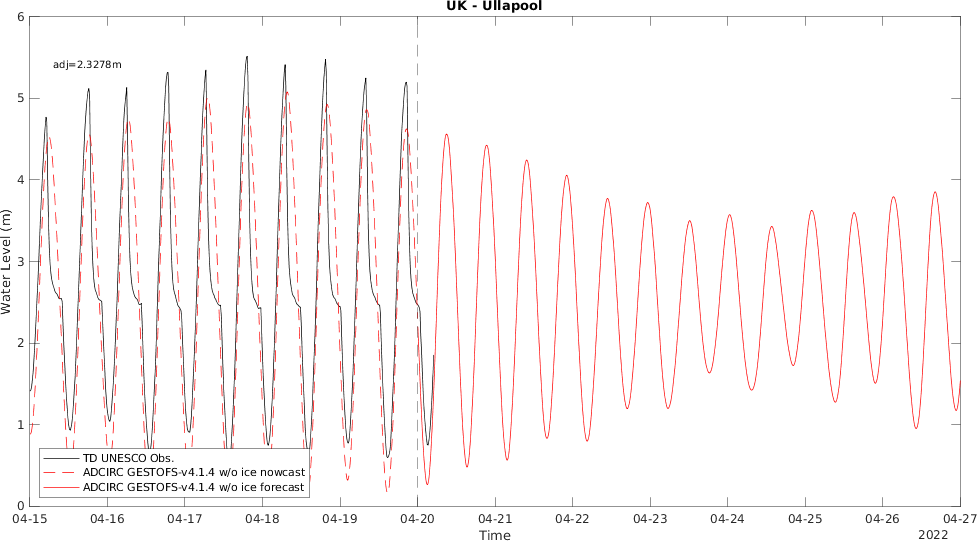 UK - Ullapool
adj=2.3278m
Water Level (m)
6
5
4
3
2
1
0
TD UNESCO Obs.
ADCIRC GESTOFS-v4.1.4 w/o ice nowcast
ADCIRC GESTOFS-v4.1.4 w/o ice forecast
04-15 04-16 04-17 04-18 04-19 04-20 04-21 04-22 04-23 04-24 04-25 04-26 04-27
Time
2022